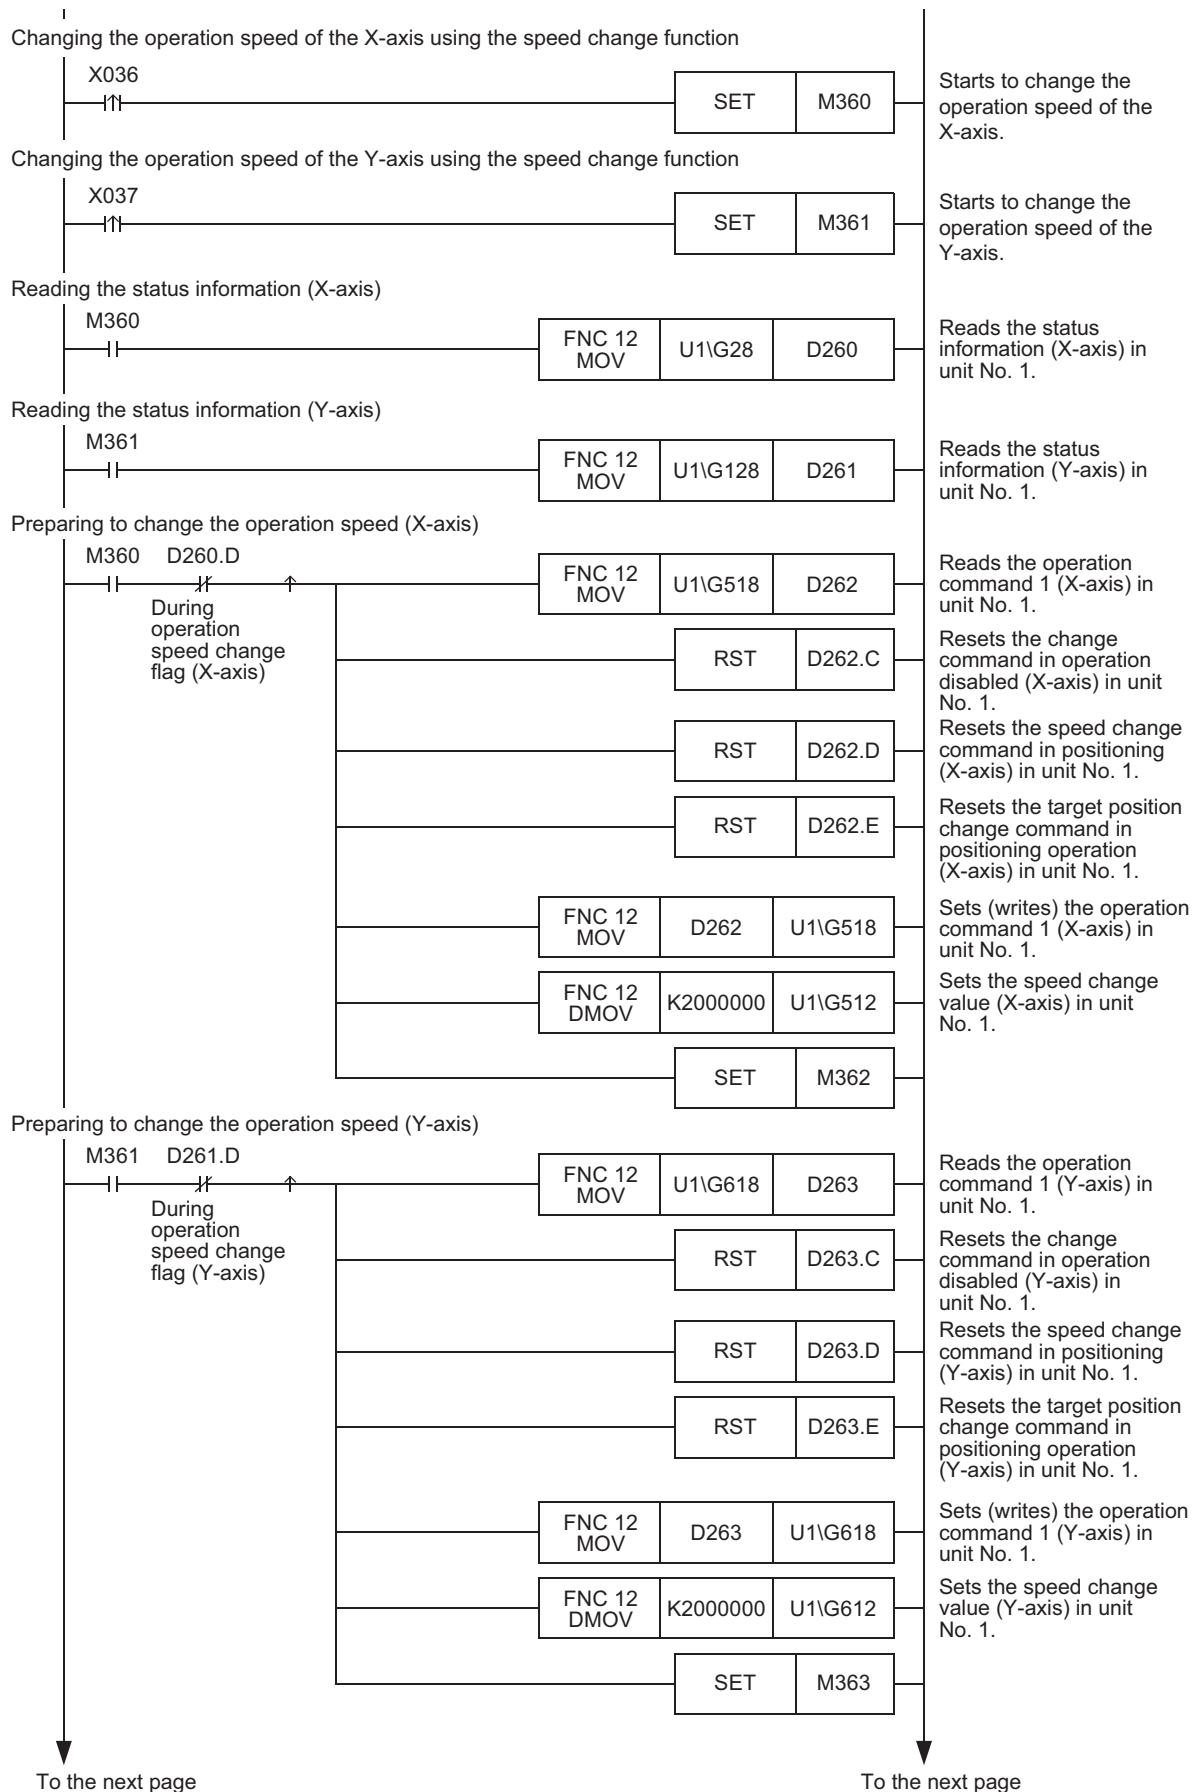 Changing the operation speed of the X-axis using the speed change function
X036
SET M360
Starts to change the
operation speed of the
X-axis.
Changing the operation speed of the Y-axis using the speed change function
X037
SET M361
Starts to change the
operation speed of the
Y-axis.
Reading the status information (X-axis)
M360
FNC 12
MOV
U1\G28 D260
Reads the status
information (X-axis) in
unit No. 1.
Reading the status information (Y-axis)
M361
FNC 12
MOV
U1\G128 D261
Reads the status
information (Y-axis) in
unit No. 1.
Preparing to change the operation speed (X-axis)
M360 D260.D
During
operation
speed change
flag (X-axis)
FNC 12
MOV
U1\G518 D262
Reads the operation
command 1 (X-axis) in
unit No. 1.
RST D262.C
Resets the change
command in operation
disabled (X-axis) in unit
No. 1.
RST D262.D
Resets the speed change
command in positioning
(X-axis) in unit No. 1.
RST D262.E
Resets the target position
change command in
positioning operation
(X-axis) in unit No. 1.
FNC 12
MOV
D262 U1\G518
Sets (writes) the operation
command 1 (X-axis) in
unit No. 1.
FNC 12
DMOV
K2000000 U1\G512
Sets the speed change
value (X-axis) in unit
No. 1.
SET M362
Preparing to change the operation speed (Y-axis)
M361 D261.D
During
operation
speed change
flag (Y-axis)
FNC 12
MOV
U1\G618 D263
Reads the operation
command 1 (Y-axis) in
unit No. 1.
RST D263.C
Resets the change
command in operation
disabled (Y-axis) in
unit No. 1.
RST D263.D
Resets the speed change
command in positioning
(Y-axis) in unit No. 1.
RST D263.E
Resets the target position
change command in
positioning operation
(Y-axis) in unit No. 1.
FNC 12
MOV
D263 U1\G618
Sets (writes) the operation
command 1 (Y-axis) in
unit No. 1.
FNC 12
DMOV
K2000000 U1\G612
Sets the speed change
value (Y-axis) in unit
No. 1.
SET M363
To the next page
To the next page